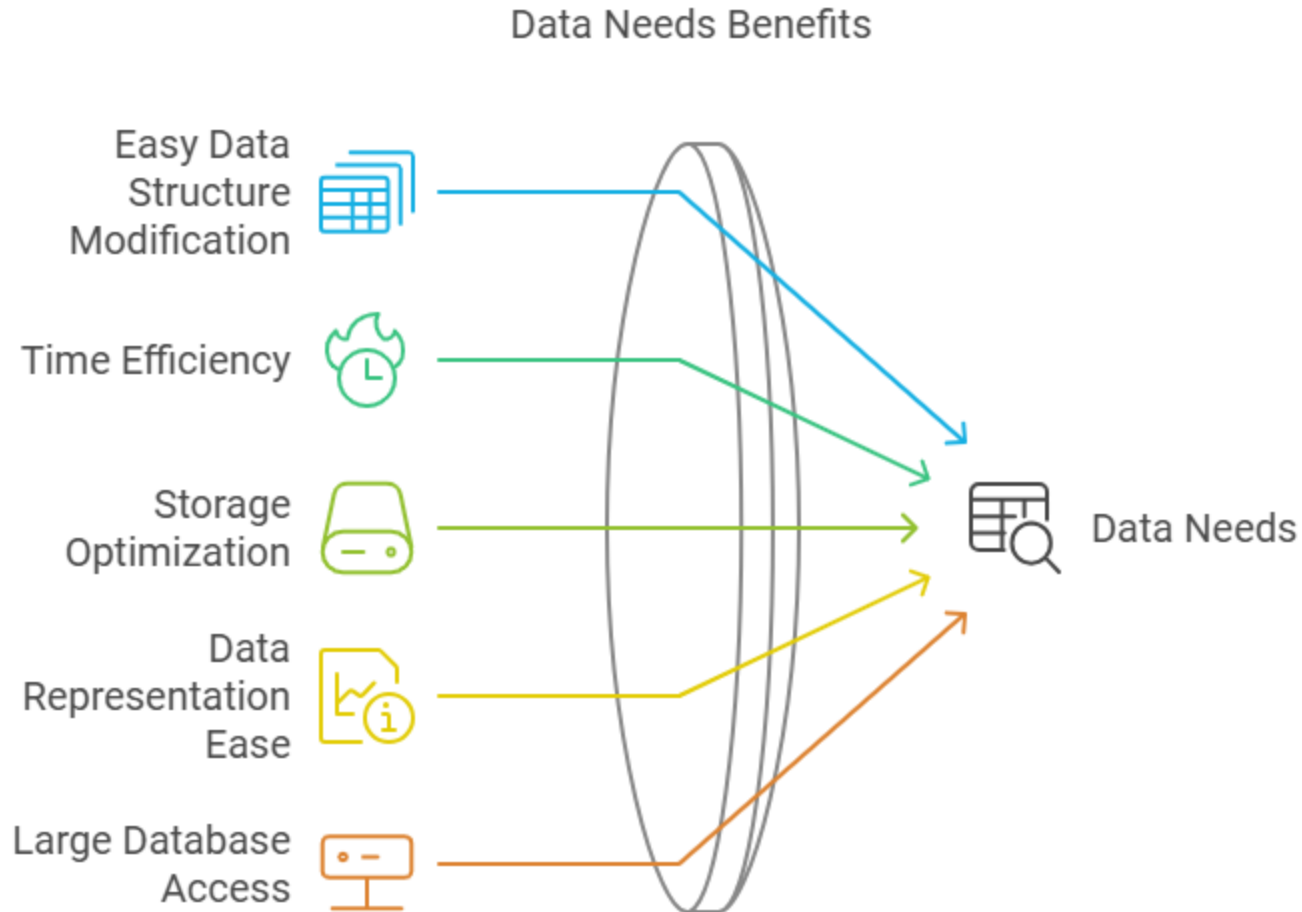 Data Needs Benefits
Easy Data
Structure
Modification
Time Efficiency
Storage
Optimization
Data Needs
Data
Representation
Ease
Large Database
Access